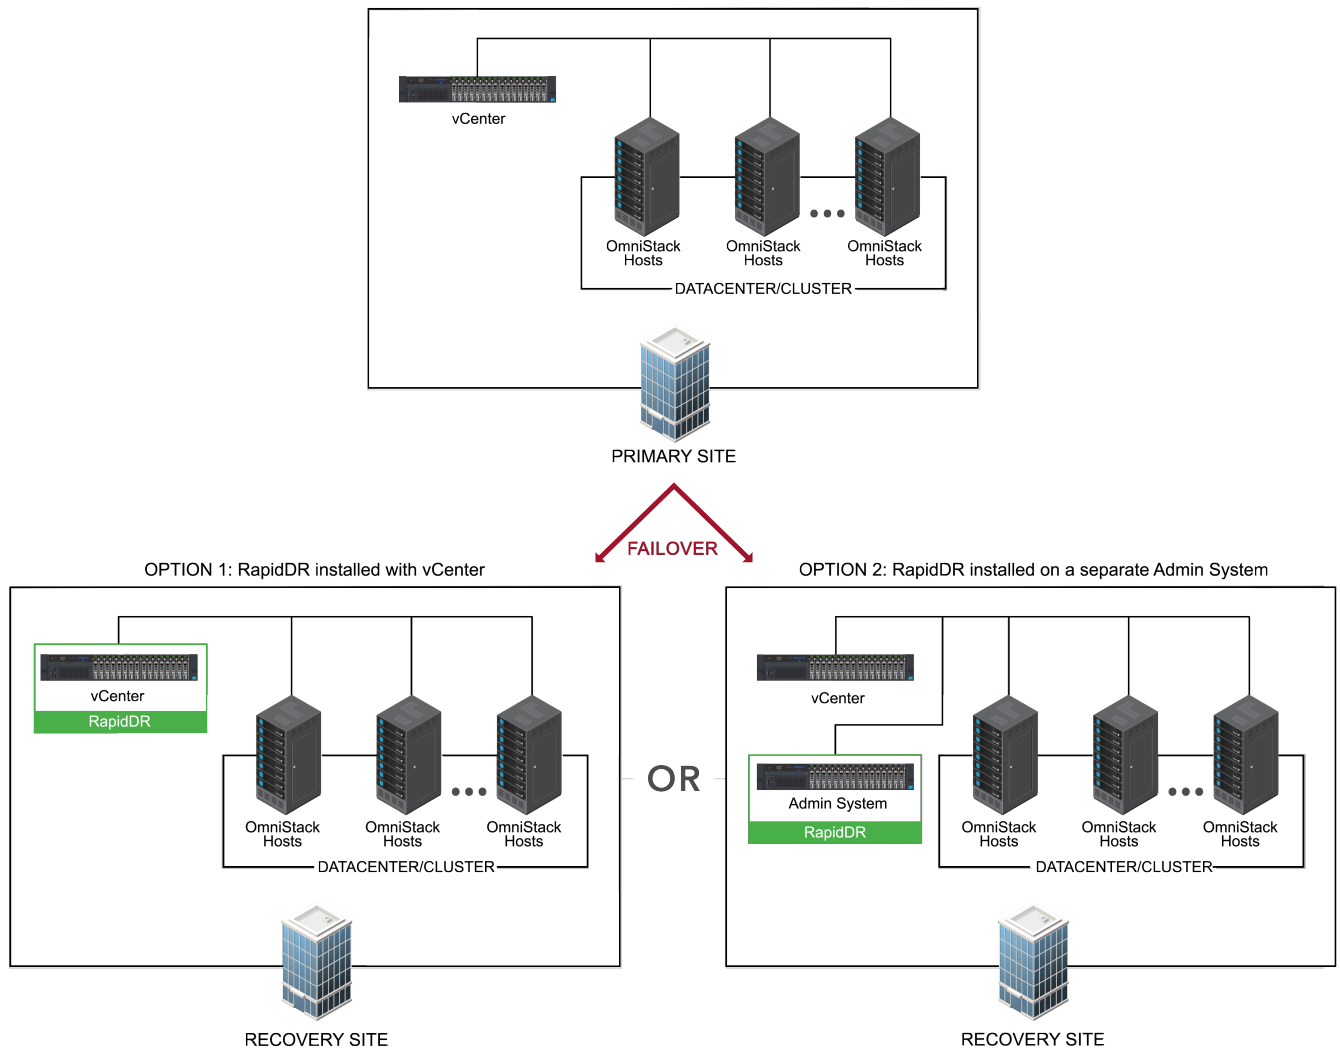 vCenter
OmniStack
Hosts
OmniStack
Hosts
OmniStack
Hosts
DATACENTER/CLUSTER
PRIMARY SITE
FAILOVER
OPTION 1: RapidDR installed with vCenter
vCenter
RapidDR
OmniStack
Hosts
OmniStack
Hosts
OmniStack
Hosts
DATACENTER/CLUSTER
RECOVERY SITE
OR
OPTION 2: RapidDR installed on a separate Admin System
vCenter
Admin System
RapidDR
OmniStack
Hosts
OmniStack
Hosts
OmniStack
Hosts
DATACENTER/CLUSTER
RECOVERY SITE